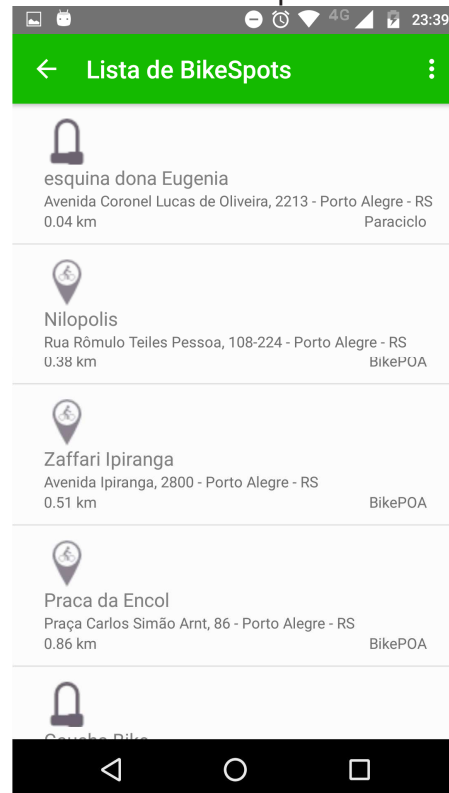 4G 23:39
Lista de BikeSpots
esquina dona Eugenia
Avenida Coronel Lucas de Oliveira, 2213 - Porto Alegre - RS
0.04 km Paraciclo
Nilopolis
Rua Rômulo Teiles Pessoa, 108-224 - Porto Alegre - RS
0.38 km BikePOA
Zaffari Ipiranga
Avenida Ipiranga, 2800 - Porto Alegre - RS
0.51 km BikePOA
Praca da Encol
Praça Carlos Simão Arnt, 86 - Porto Alegre - RS
0.86 km BikePOA